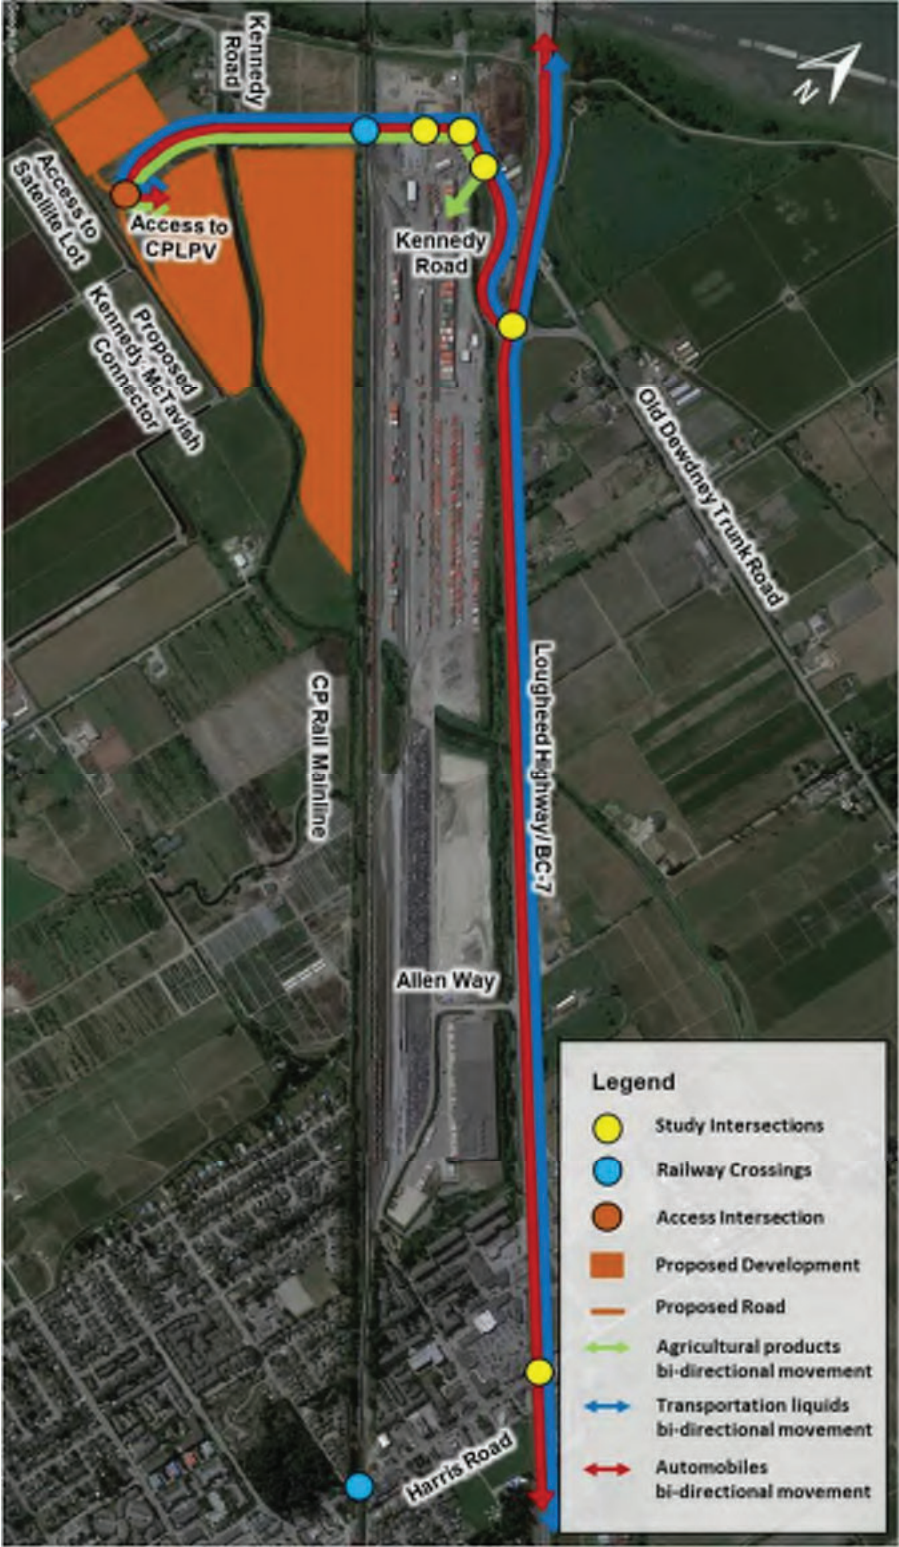 Kennedy
Road
N
Access to
Satellite Lot
Access to
CPLPV
Kennedy
Road
Proposed
Kennedy-McTavish
Connector
Old Dewdney Trunk Road
CP Rail Mainline
Lougheed Highway/ BC-7
Allen Way
Harris Road
Legend
Study Intersections
Railway Crossings
Access Intersection
Proposed Development
Proposed Road
Agricultural products
bi-directional movement
Transportation liquids
bi-directional movement
Automobiles
bi-directional movement